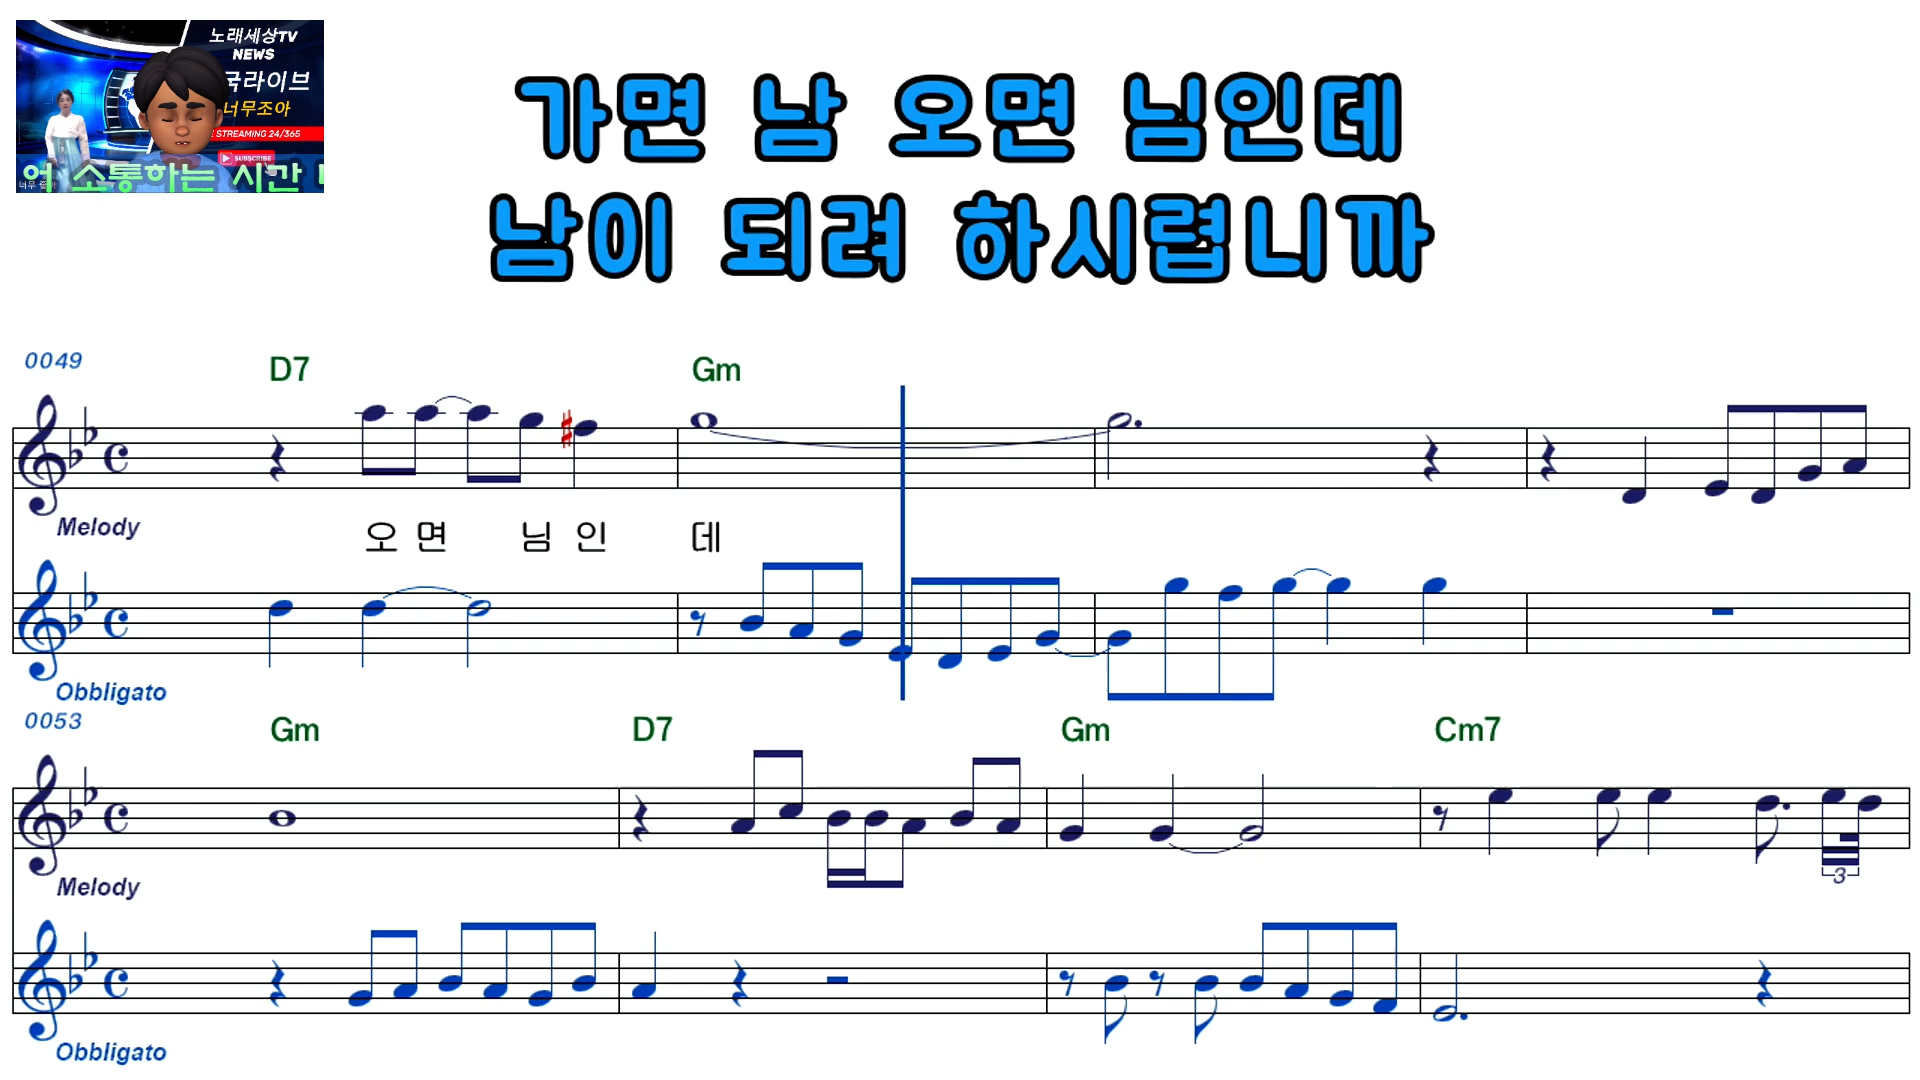 노래세상TV
NEWS
국라이브
너무조아
STREAMING 24/365
SUBSCRIBE
어 소통하는 시간
가면 남 오면 님인데
남이 되려 하시렵니까
0049
D7 Gm
Melody
오 면 님 인 데
Obbligato
0053
Gm D7 Gm Cm7
Melody
3
Obbligato